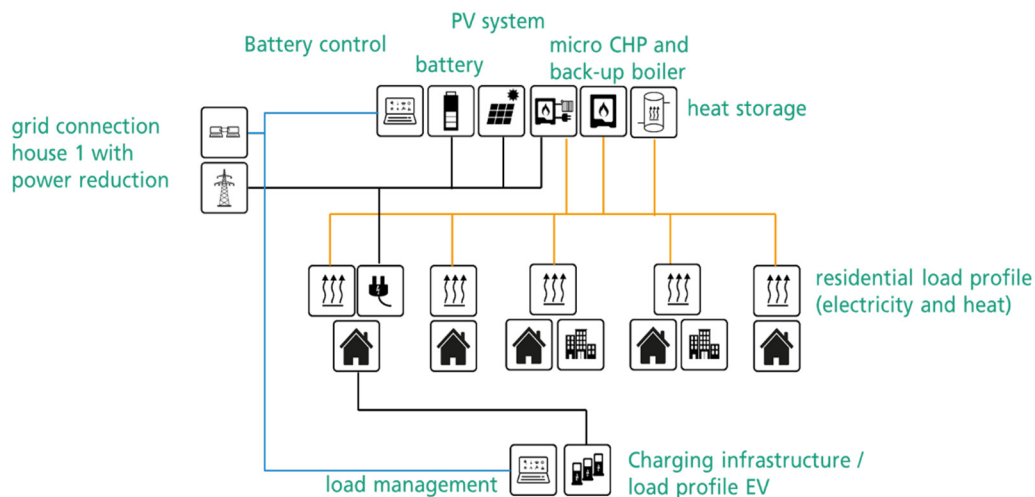 PV system
Battery control
micro CHP and
back-up boiler
battery
heat storage
grid connection
house 1 with
power reduction
residential load profile
(electricity and heat)
Charging infrastructure /
load profile EV
load management